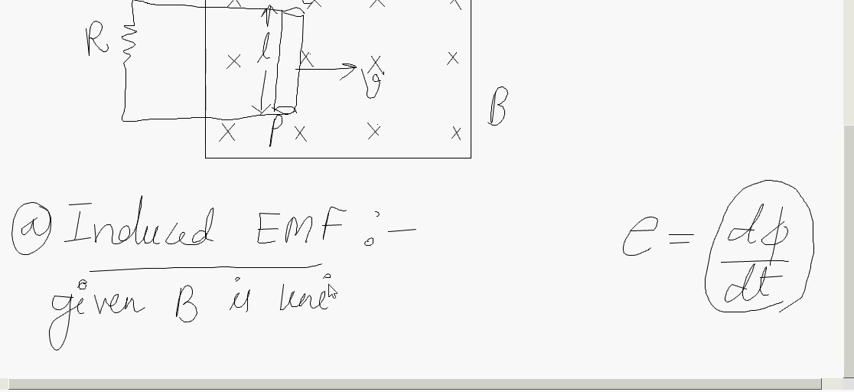 R
x x x x
l
x x x x
v
B
P
x x x x
(a) Induced EMF :-
e = dϕ/dt
given B is uni